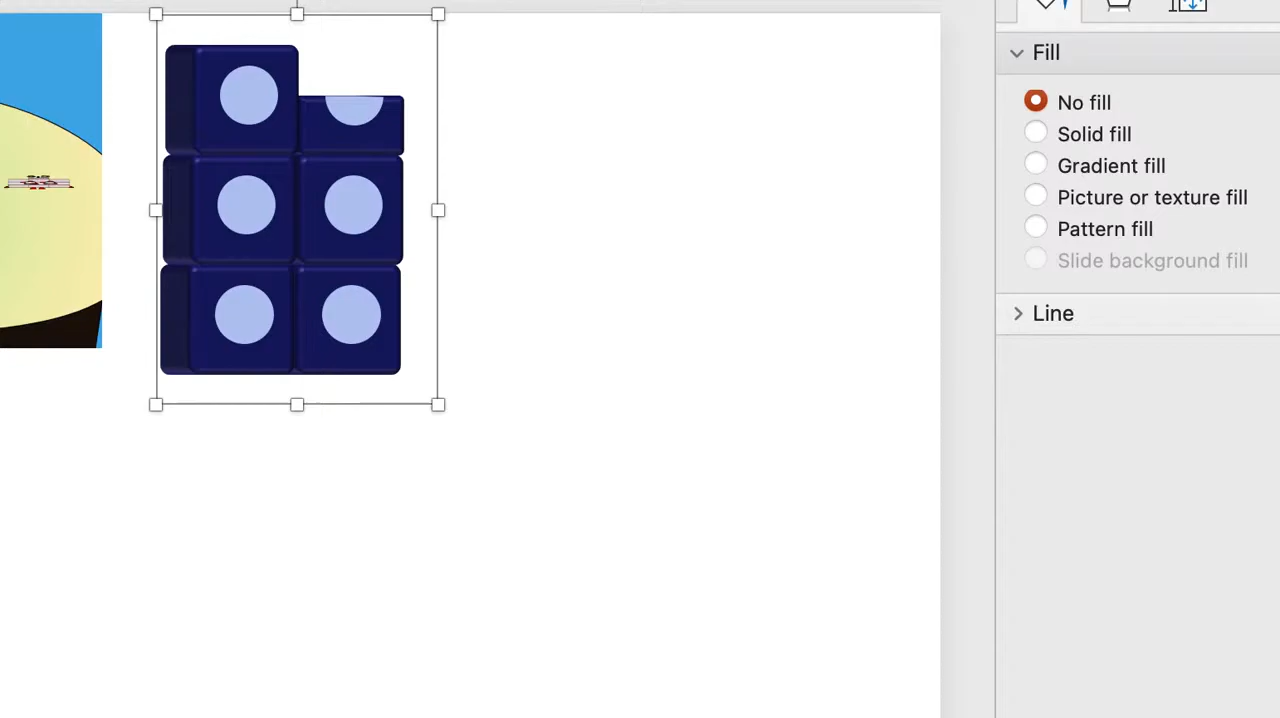 Fill
No fill
Solid fill
Gradient fill
Picture or texture fill
Pattern fill
Slide background fill
Line